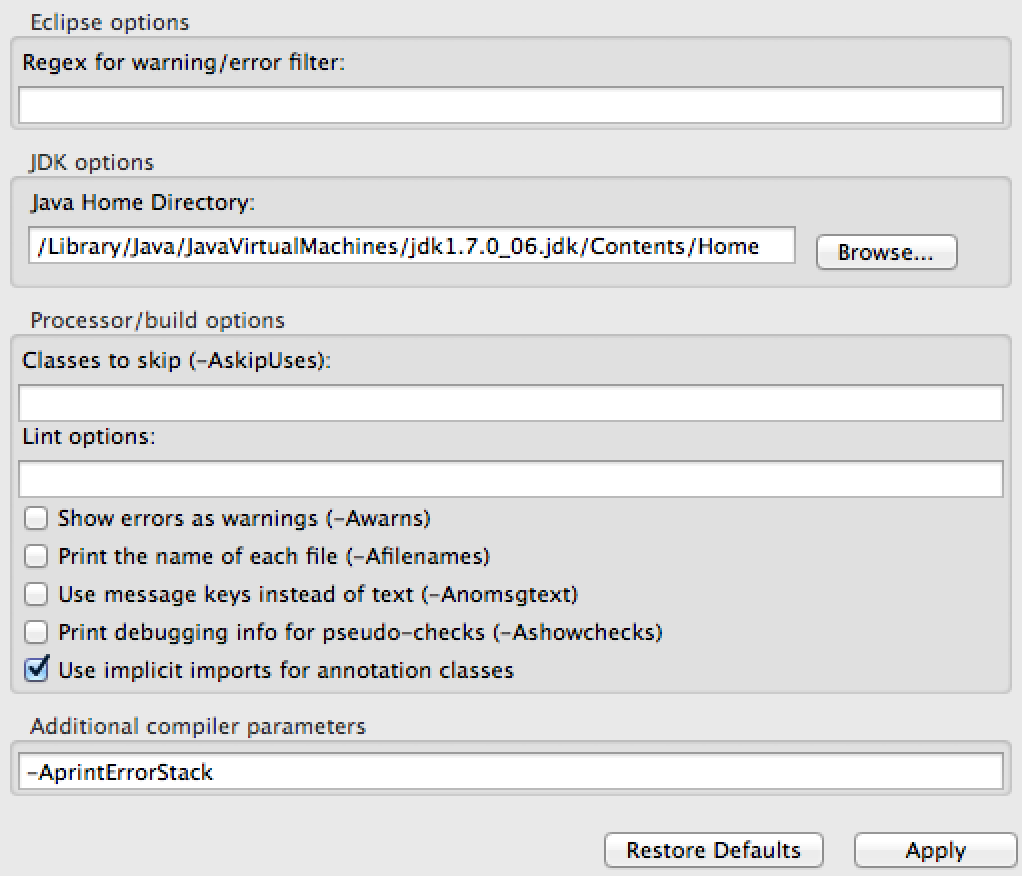 Eclipse options
Regex for warning/error filter:
JDK options
Java Home Directory:
/Library/Java/JavaVirtualMachines/jdk1.7.0_06.jdk/Contents/Home
Browse...
Processor/build options
Classes to skip (-AskipUses):
Lint options:
Show errors as warnings (-Awarns)
Print the name of each file (-Afilenames)
Use message keys instead of text (-Anomsgtext)
Print debugging info for pseudo-checks (-Ashowchecks)
Use implicit imports for annotation classes
Additional compiler parameters
-AprintErrorStack
Restore Defaults
Apply